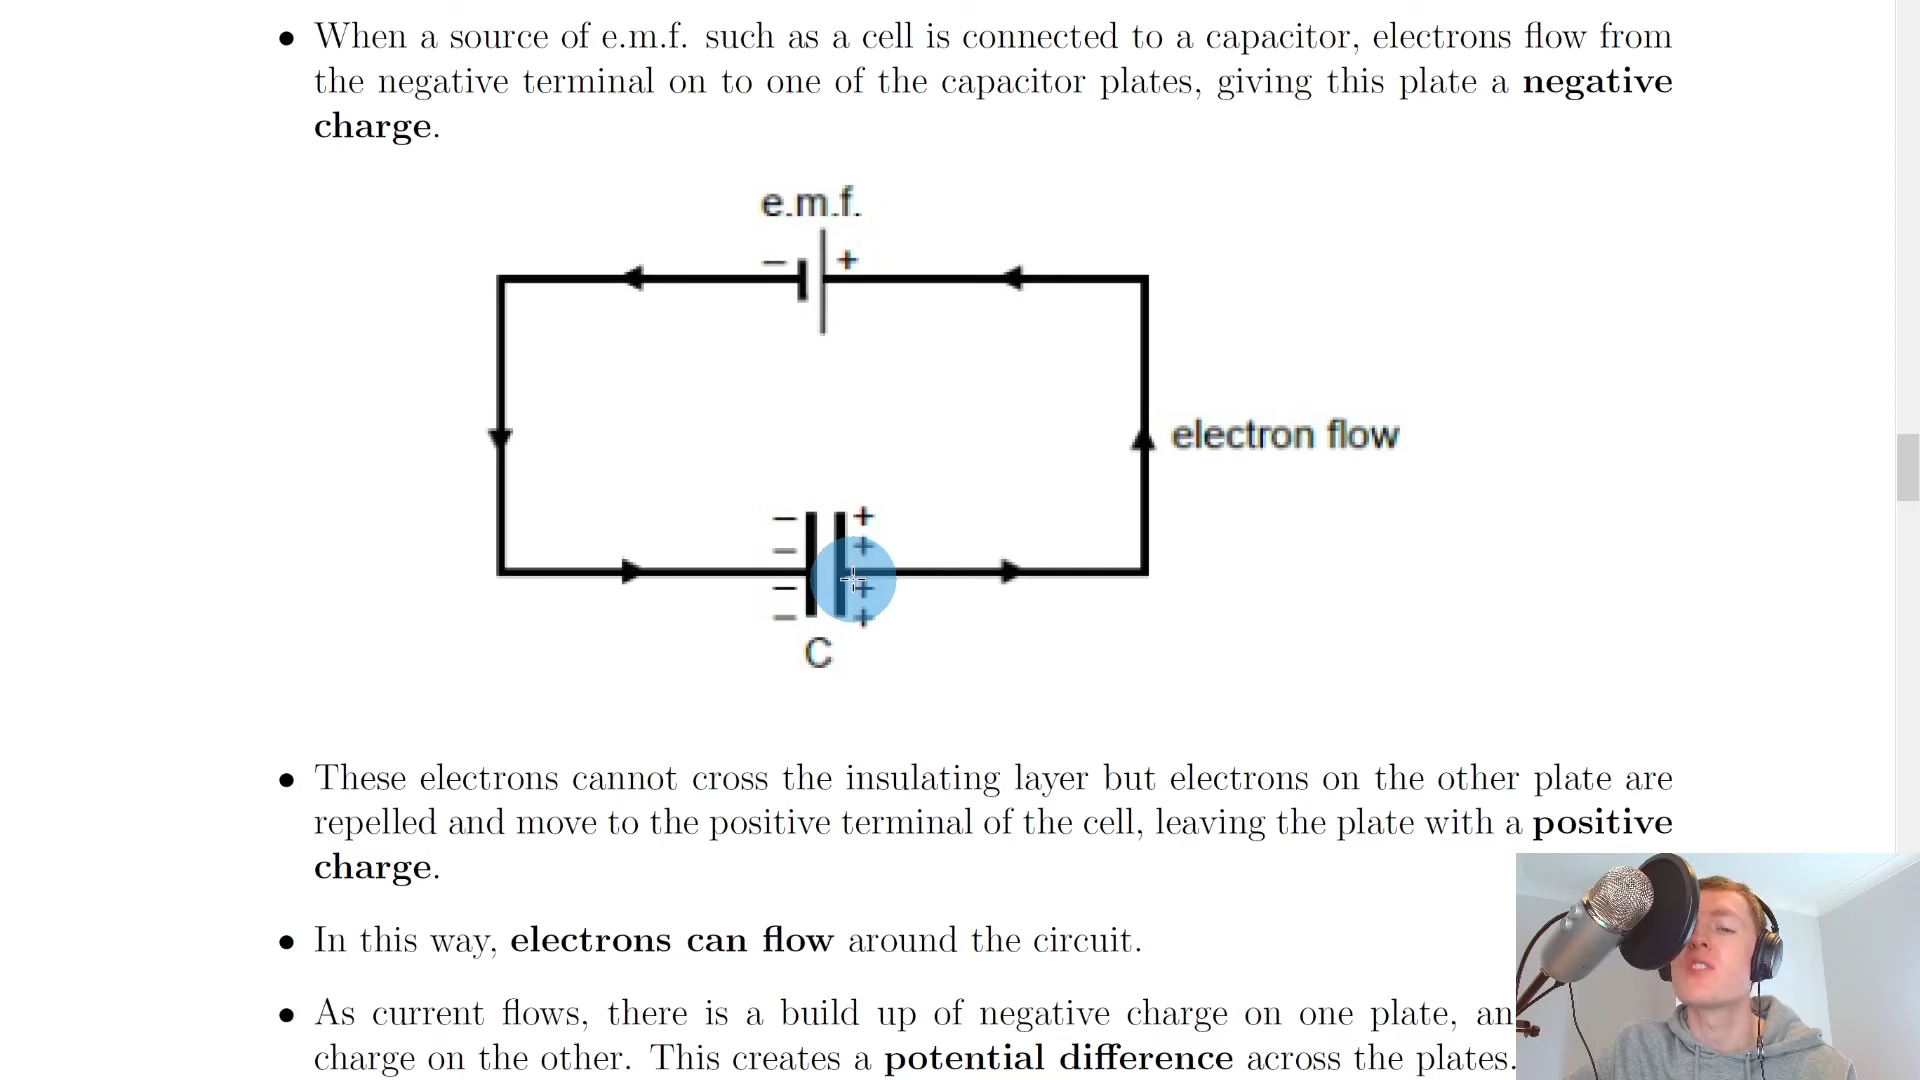 • When a source of e.m.f. such as a cell is connected to a capacitor, electrons flow from
the negative terminal on to one of the capacitor plates, giving this plate a negative
charge.
e.m.f.
− +
electron flow
− +
− +
− +
− +
C
• These electrons cannot cross the insulating layer but electrons on the other plate are
repelled and move to the positive terminal of the cell, leaving the plate with a positive
charge.
• In this way, electrons can flow around the circuit.
• As current flows, there is a build up of negative charge on one plate, an
charge on the other. This creates a potential difference across the plates.